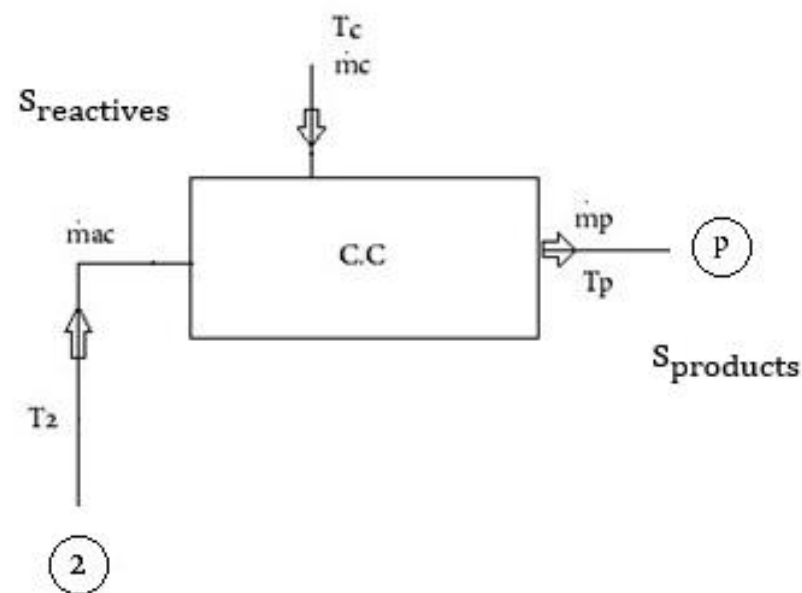 Tc
ṁc
Sreactives
ṁac
C.C
ṁp
p
Tp
Sproducts
T2
2